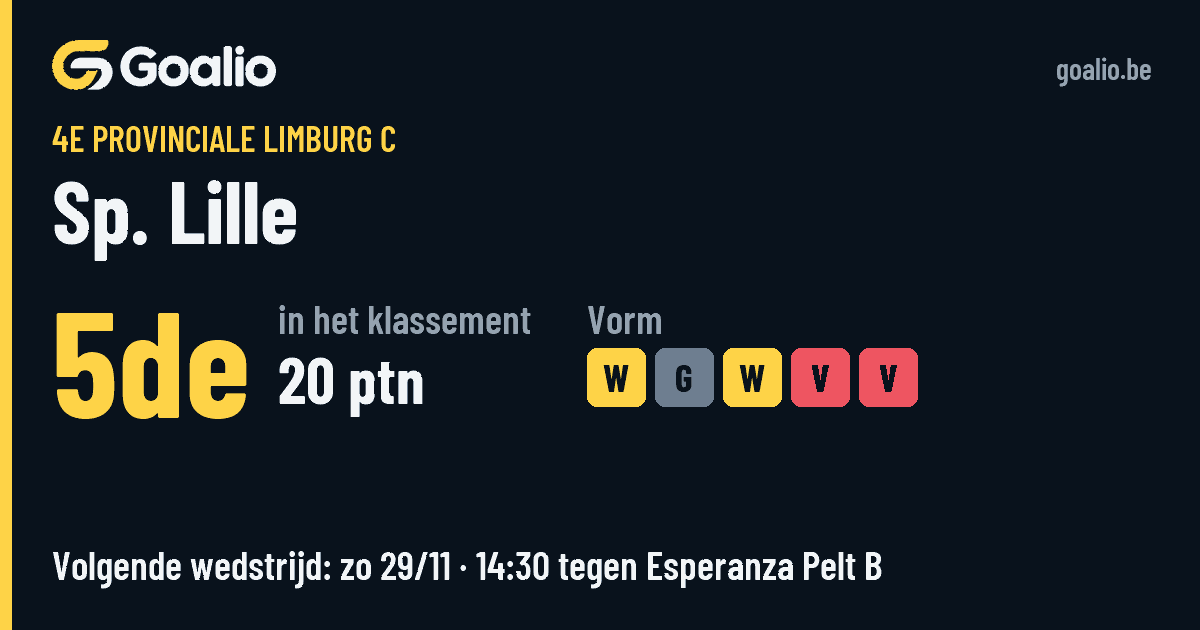 Goalio
goalio.be
4E PROVINCIALE LIMBURG C
Sp. Lille
5de
in het klassement
20 ptn
Vorm
W G W V V
Volgende wedstrijd: zo 29/11 · 14:30 tegen Esperanza Pelt B